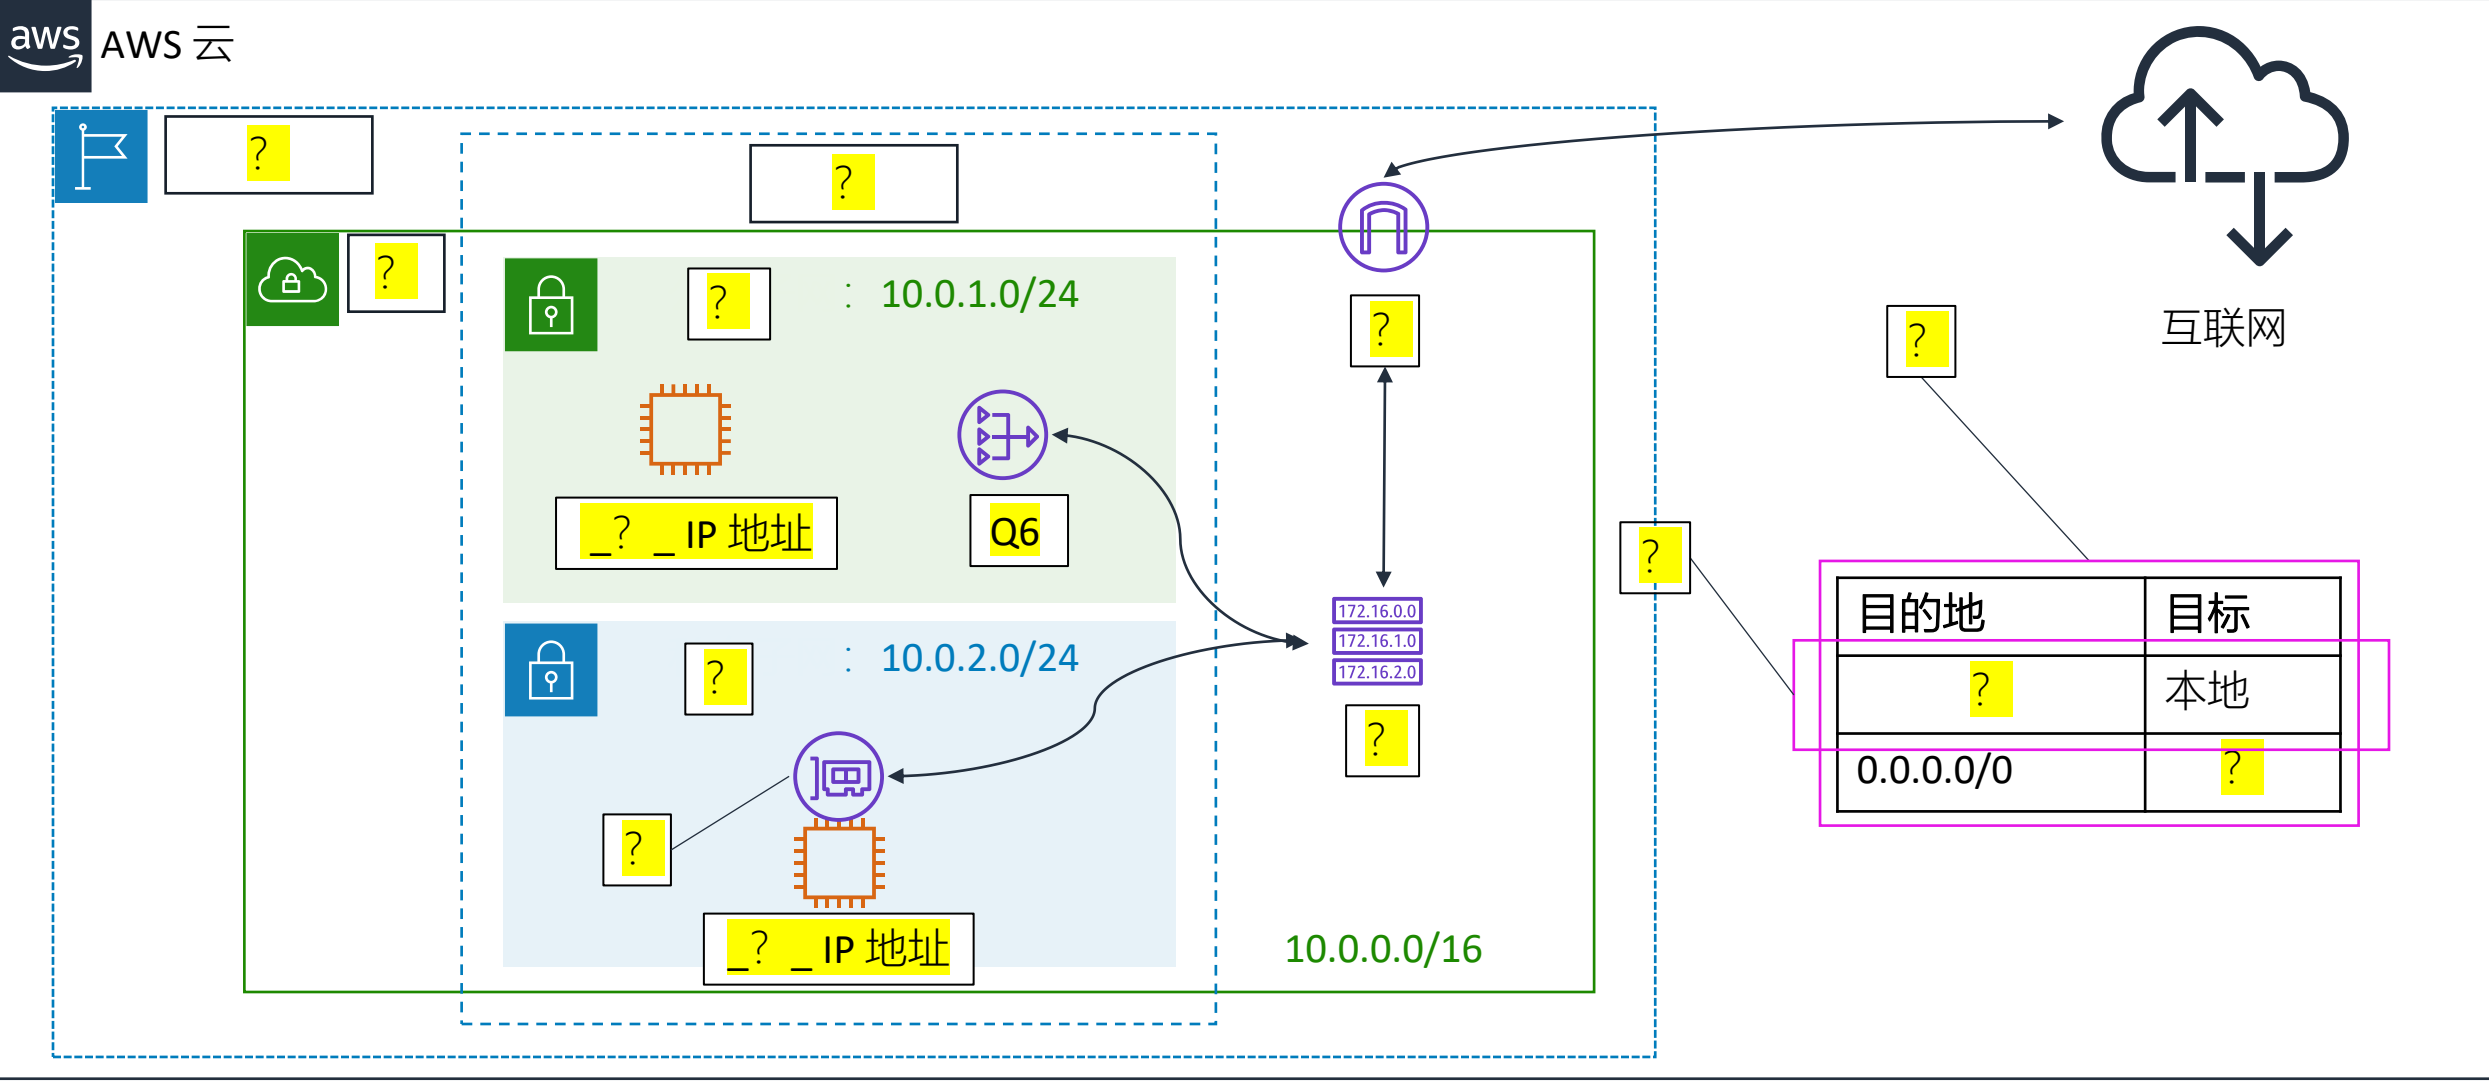 aws
AWS 云
?
?
?
?
: 10.0.1.0/24
?
?
互联网
_? _ IP 地址
Q6
?
172.16.0.0
172.16.1.0
172.16.2.0
?
: 10.0.2.0/24
?
?
_? _ IP 地址
10.0.0.0/16
目的地 目标
? 本地
0.0.0.0/0 ?